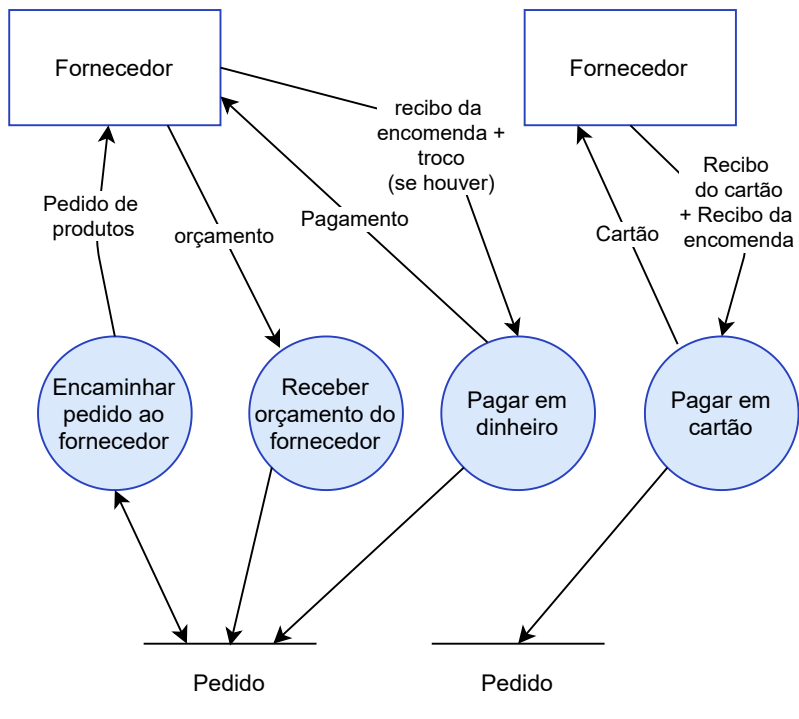 Fornecedor
Fornecedor
recibo da
encomenda +
troco
(se houver)
Recibo
do cartão
+ Recibo da
encomenda
Pedido de
produtos
orçamento
Pagamento
Cartão
Encaminhar
pedido ao
fornecedor
Receber
orçamento do
fornecedor
Pagar em
dinheiro
Pagar em
cartão
Pedido
Pedido